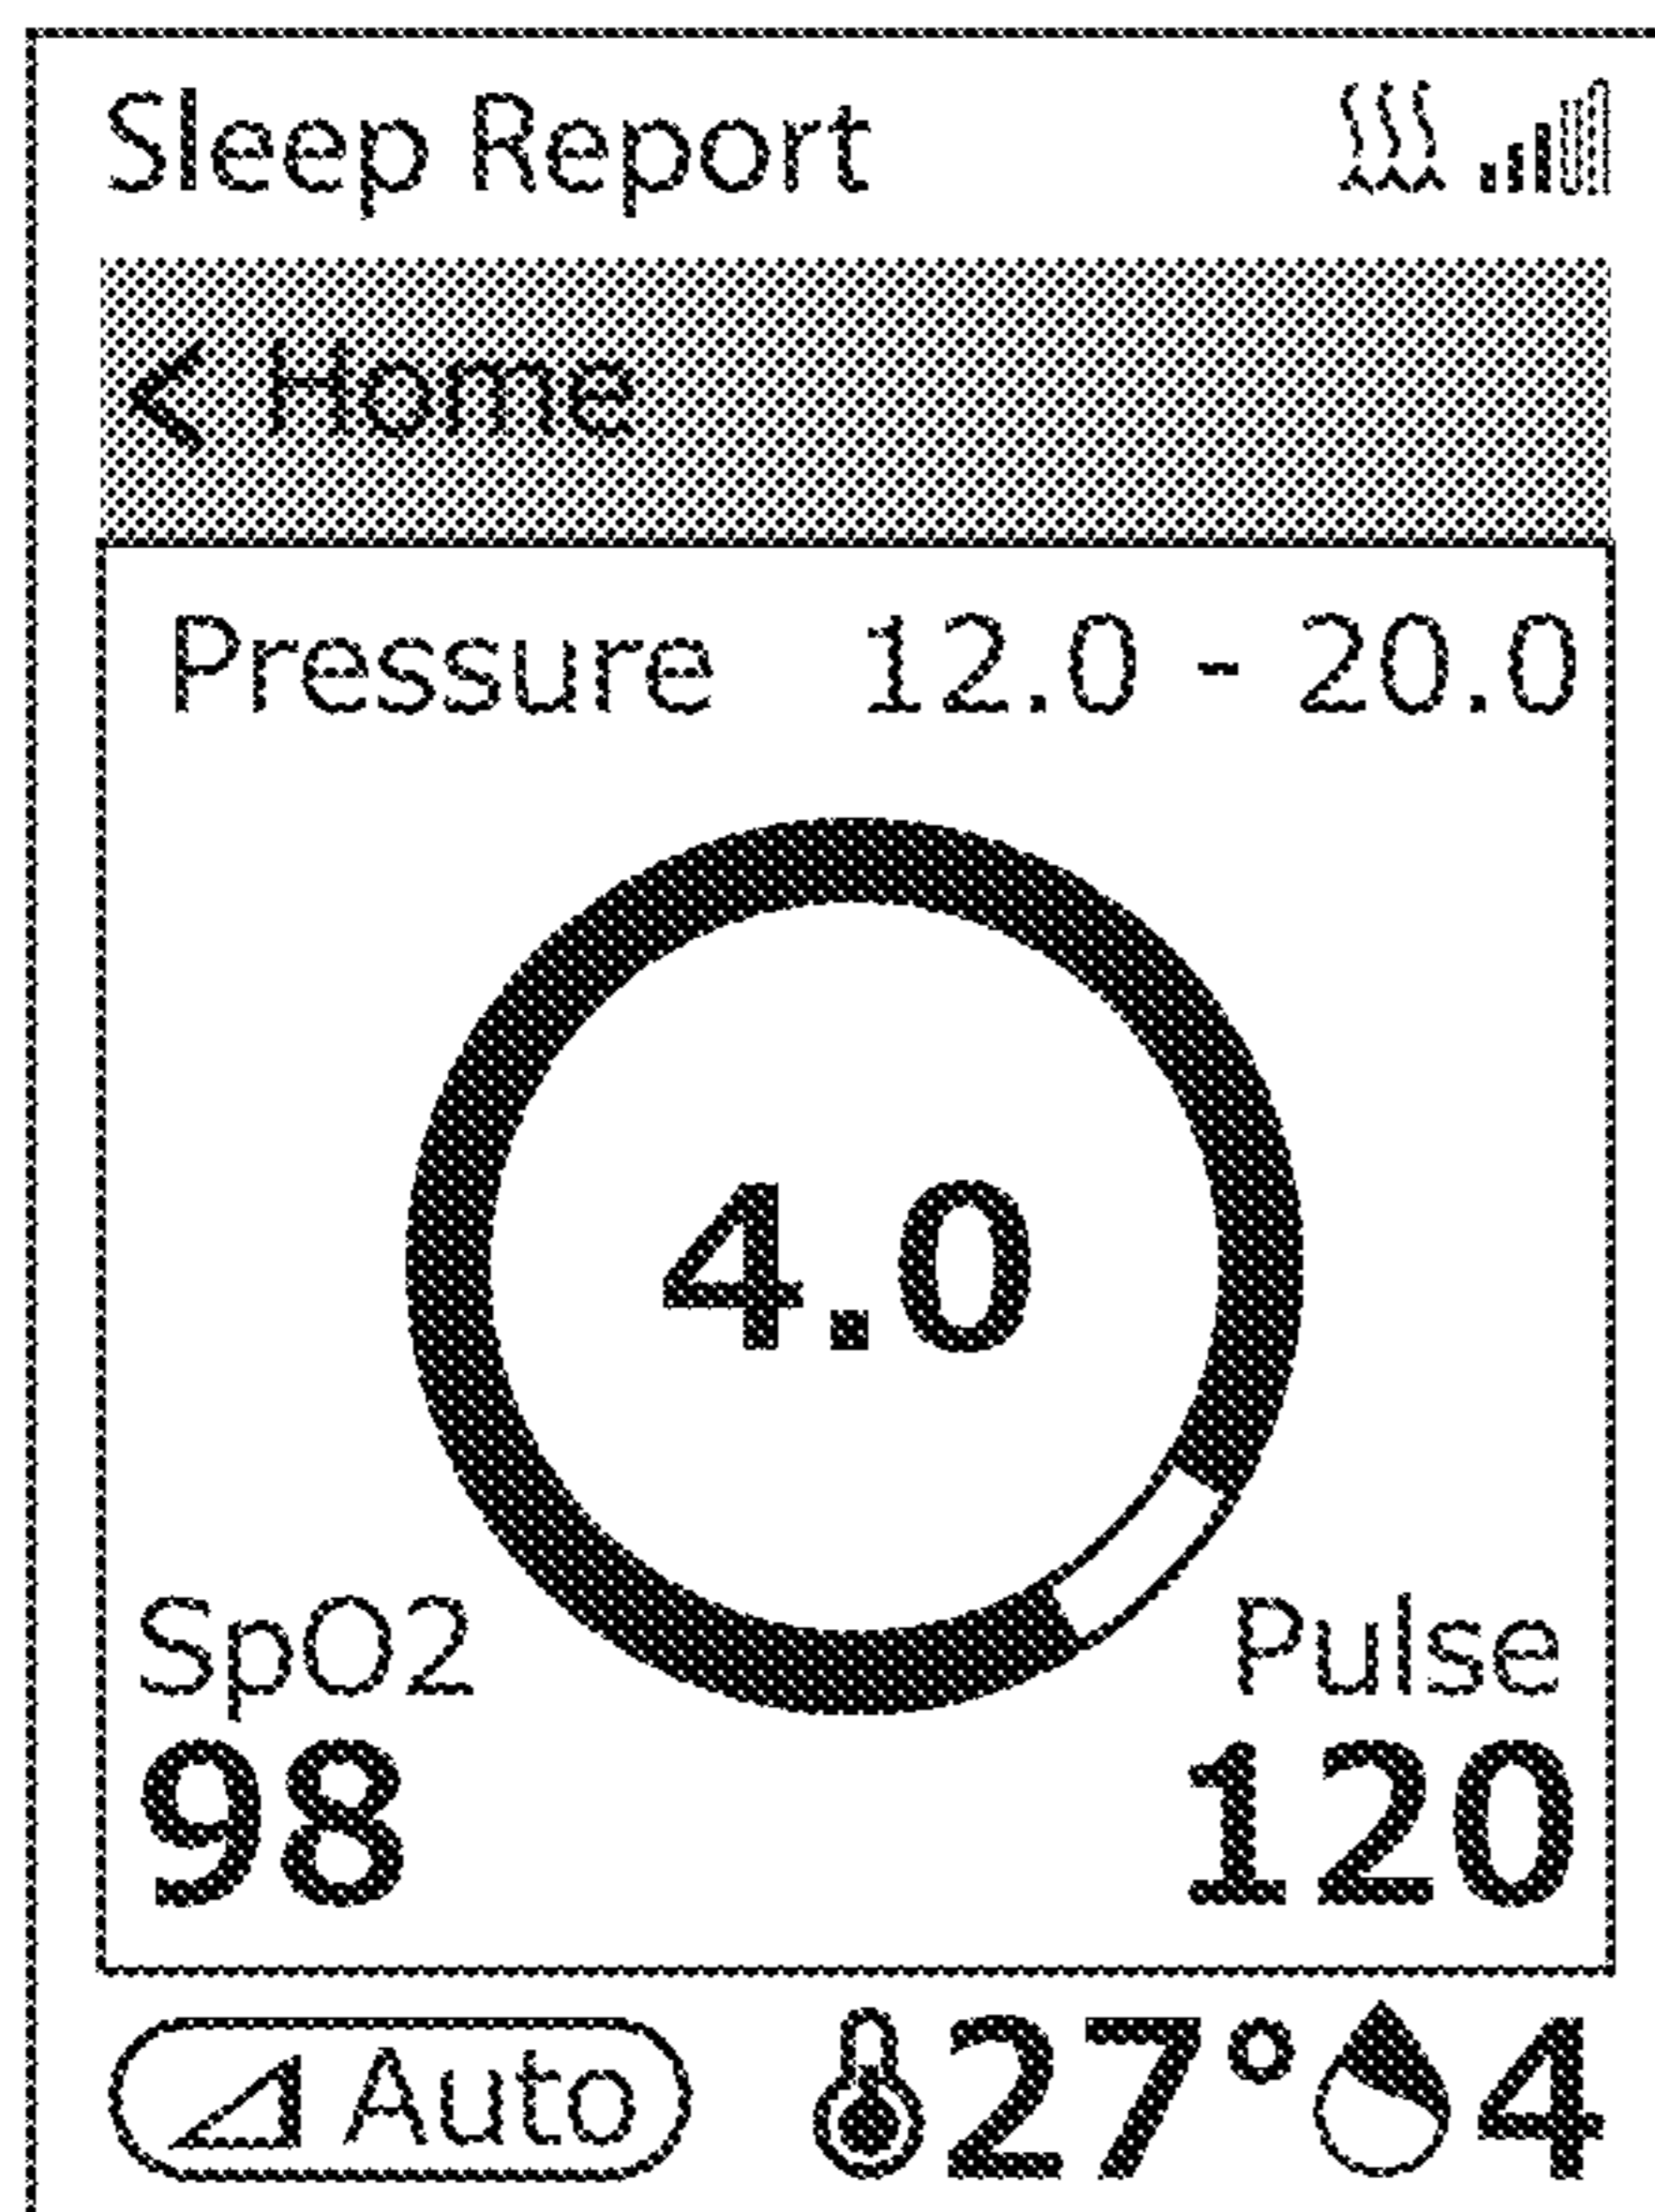 Sleep Report
< Home
Pressure 12.0 - 20.0
4.0
SpO2 Pulse
98 120
Auto 27° 4